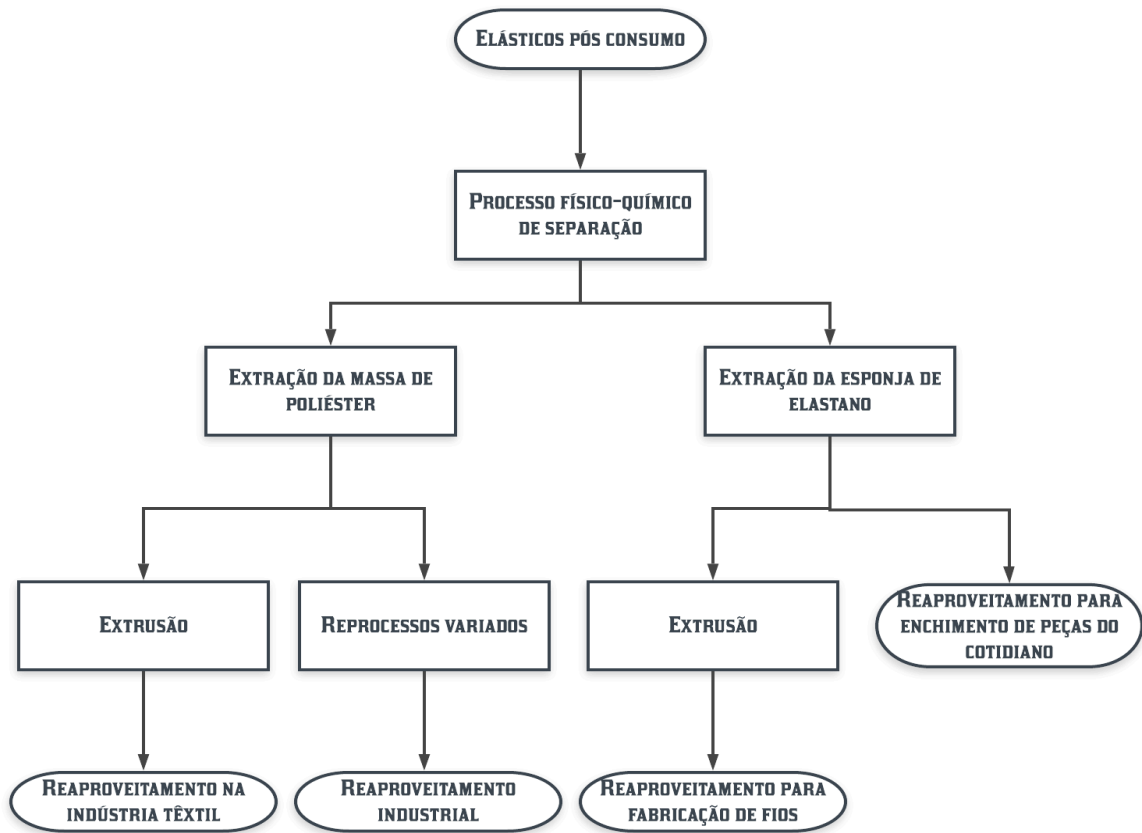 Elásticos pós consumo
Processo físico-químico
de separação
Extração da massa de
poliéster
Extração da esponja de
elastano
Extrusão
Reprocessos variados
Extrusão
Reaproveitamento para
enchimento de peças do
cotidiano
Reaproveitamento na
indústria têxtil
Reaproveitamento
industrial
Reaproveitamento para
fabricação de fios